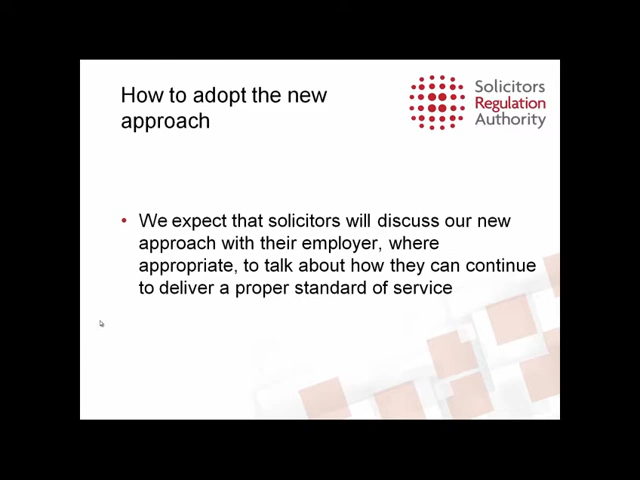 How to adopt the new
approach
Solicitors
Regulation
Authority
• We expect that solicitors will discuss our new
approach with their employer, where
appropriate, to talk about how they can continue
to deliver a proper standard of service